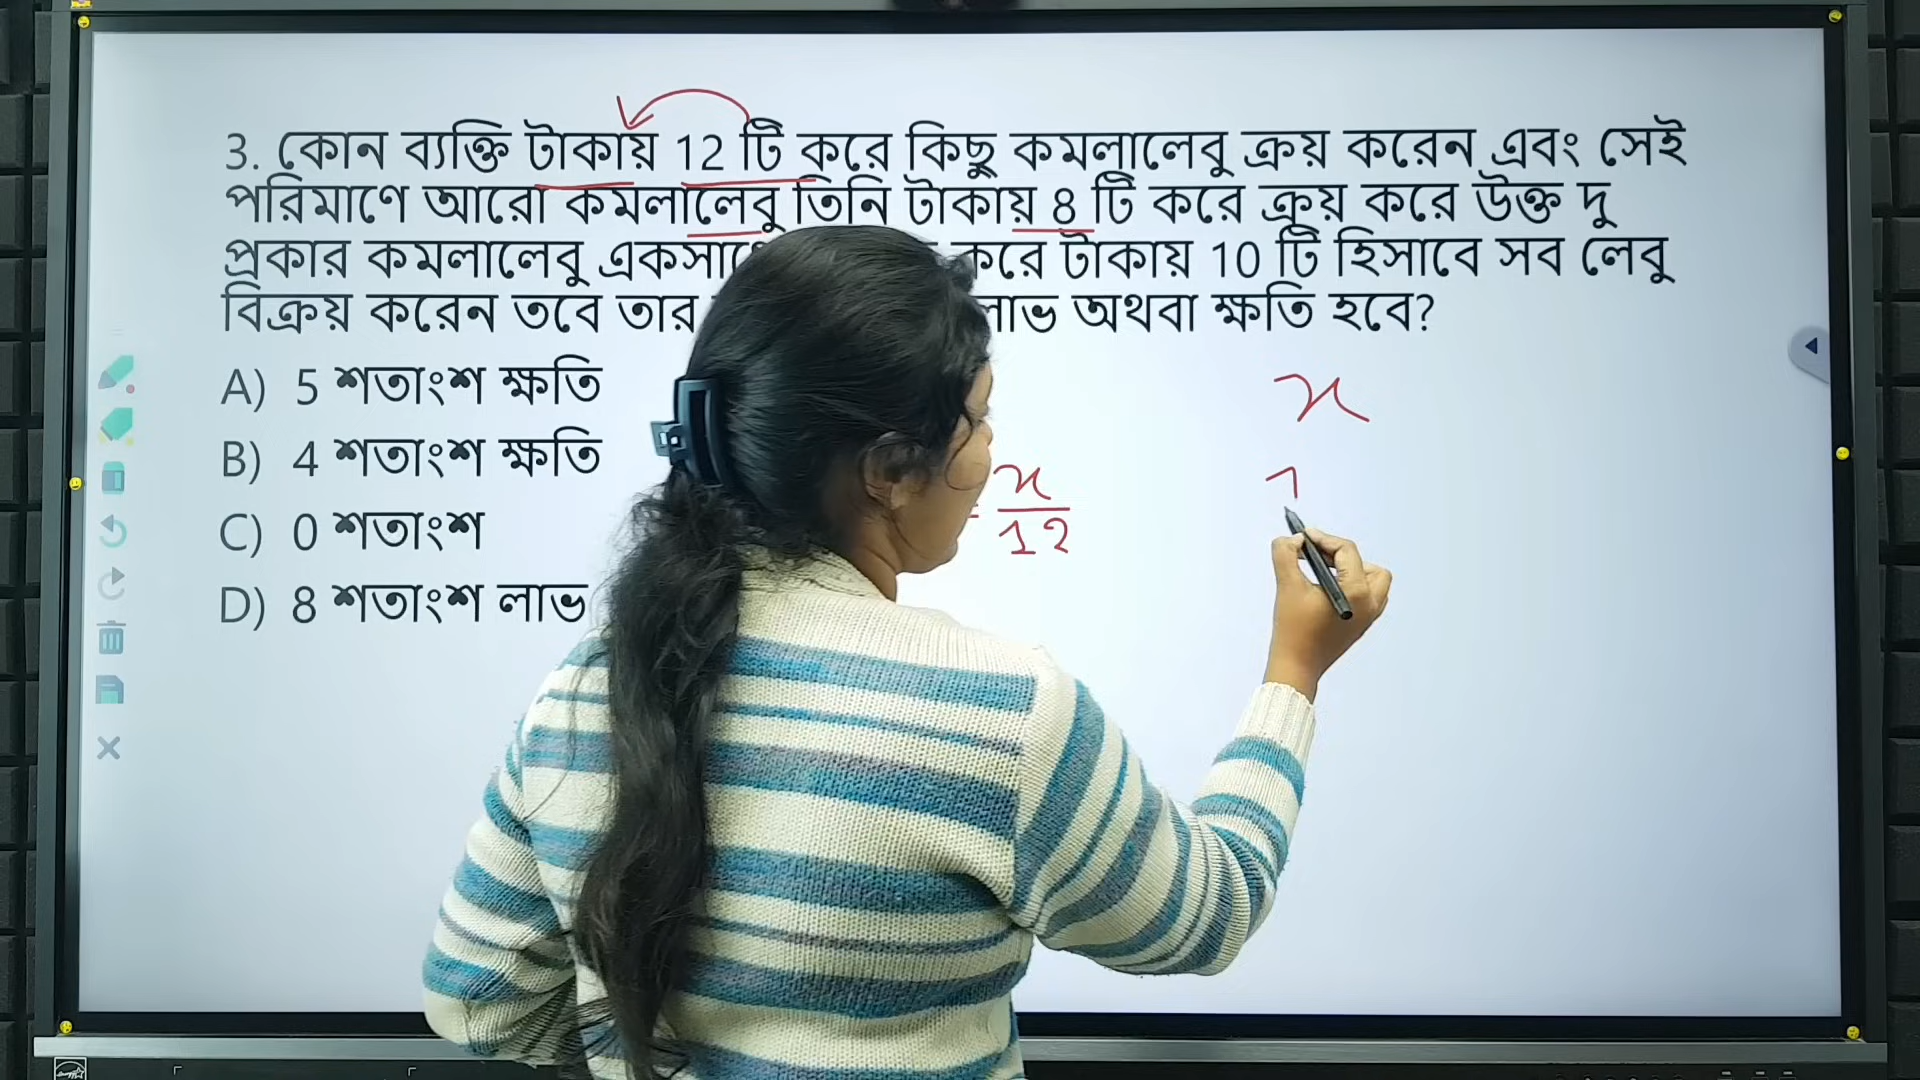 3. কোন ব্যক্তি টাকায় 12 টি করে কিছু কমলালেবু ক্রয় করেন এবং সেই
পরিমাণে আরো কমলালেবু তিনি টাকায় 8 টি করে ক্রয় করে উক্ত দু
প্রকার কমলালেবু করে টাকায় 10 টি হিসাবে সব লেবু
বিক্রয় করেন তবে তার লাভ অথবা ক্ষতি হবে?
A) 5 শতাংশ ক্ষতি
B) 4 শতাংশ ক্ষতি
C) 0 শতাংশ
D) 8 শতাংশ লাভ
x
= x/12